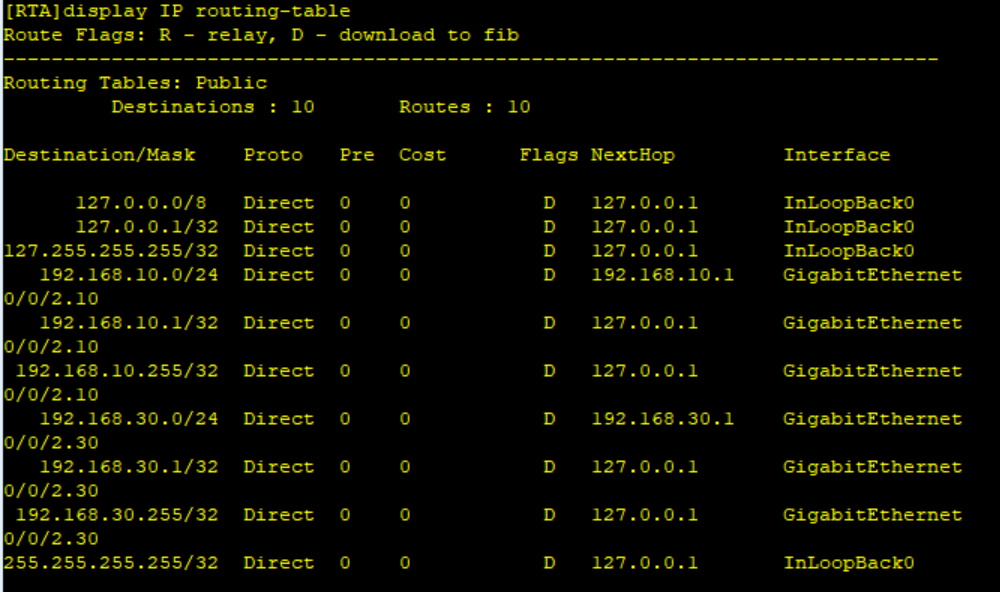 [RTA]display IP routing-table
Route Flags: R - relay, D - download to fib
------------------------------------------------------------------------------
Routing Tables: Public
         Destinations : 10       Routes : 10

Destination/Mask    Proto   Pre  Cost      Flags NextHop         Interface

      127.0.0.0/8   Direct  0    0           D   127.0.0.1       InLoopBack0
      127.0.0.1/32  Direct  0    0           D   127.0.0.1       InLoopBack0
127.255.255.255/32  Direct  0    0           D   127.0.0.1       InLoopBack0
   192.168.10.0/24  Direct  0    0           D   192.168.10.1    GigabitEthernet
0/0/2.10
   192.168.10.1/32  Direct  0    0           D   127.0.0.1       GigabitEthernet
0/0/2.10
 192.168.10.255/32  Direct  0    0           D   127.0.0.1       GigabitEthernet
0/0/2.10
   192.168.30.0/24  Direct  0    0           D   192.168.30.1    GigabitEthernet
0/0/2.30
   192.168.30.1/32  Direct  0    0           D   127.0.0.1       GigabitEthernet
0/0/2.30
 192.168.30.255/32  Direct  0    0           D   127.0.0.1       GigabitEthernet
0/0/2.30
255.255.255.255/32  Direct  0    0           D   127.0.0.1       InLoopBack0